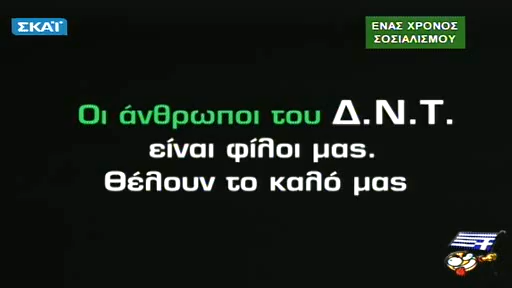 ΣΚΑΪ
ΕΝΑΣ ΧΡΟΝΟΣ
ΣΟΣΙΑΛΙΣΜΟΥ
Οι άνθρωποι του Δ.Ν.Τ.
είναι φίλοι μας.
Θέλουν το καλό μας